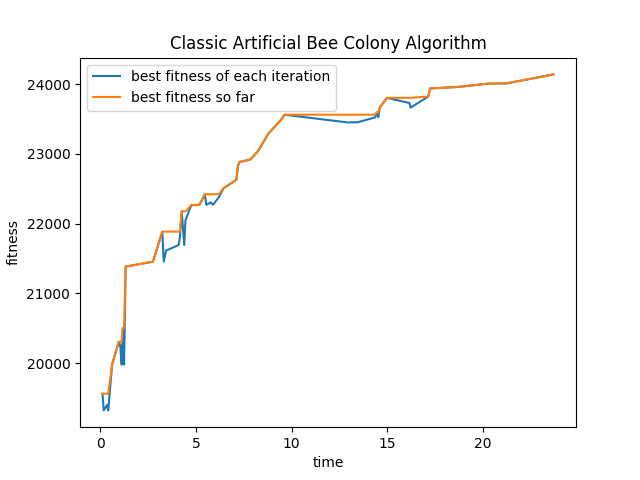 Classic Artificial Bee Colony Algorithm
best fitness of each iteration
best fitness so far
fitness
24000
23000
22000
21000
20000
0 5 10 15 20
time